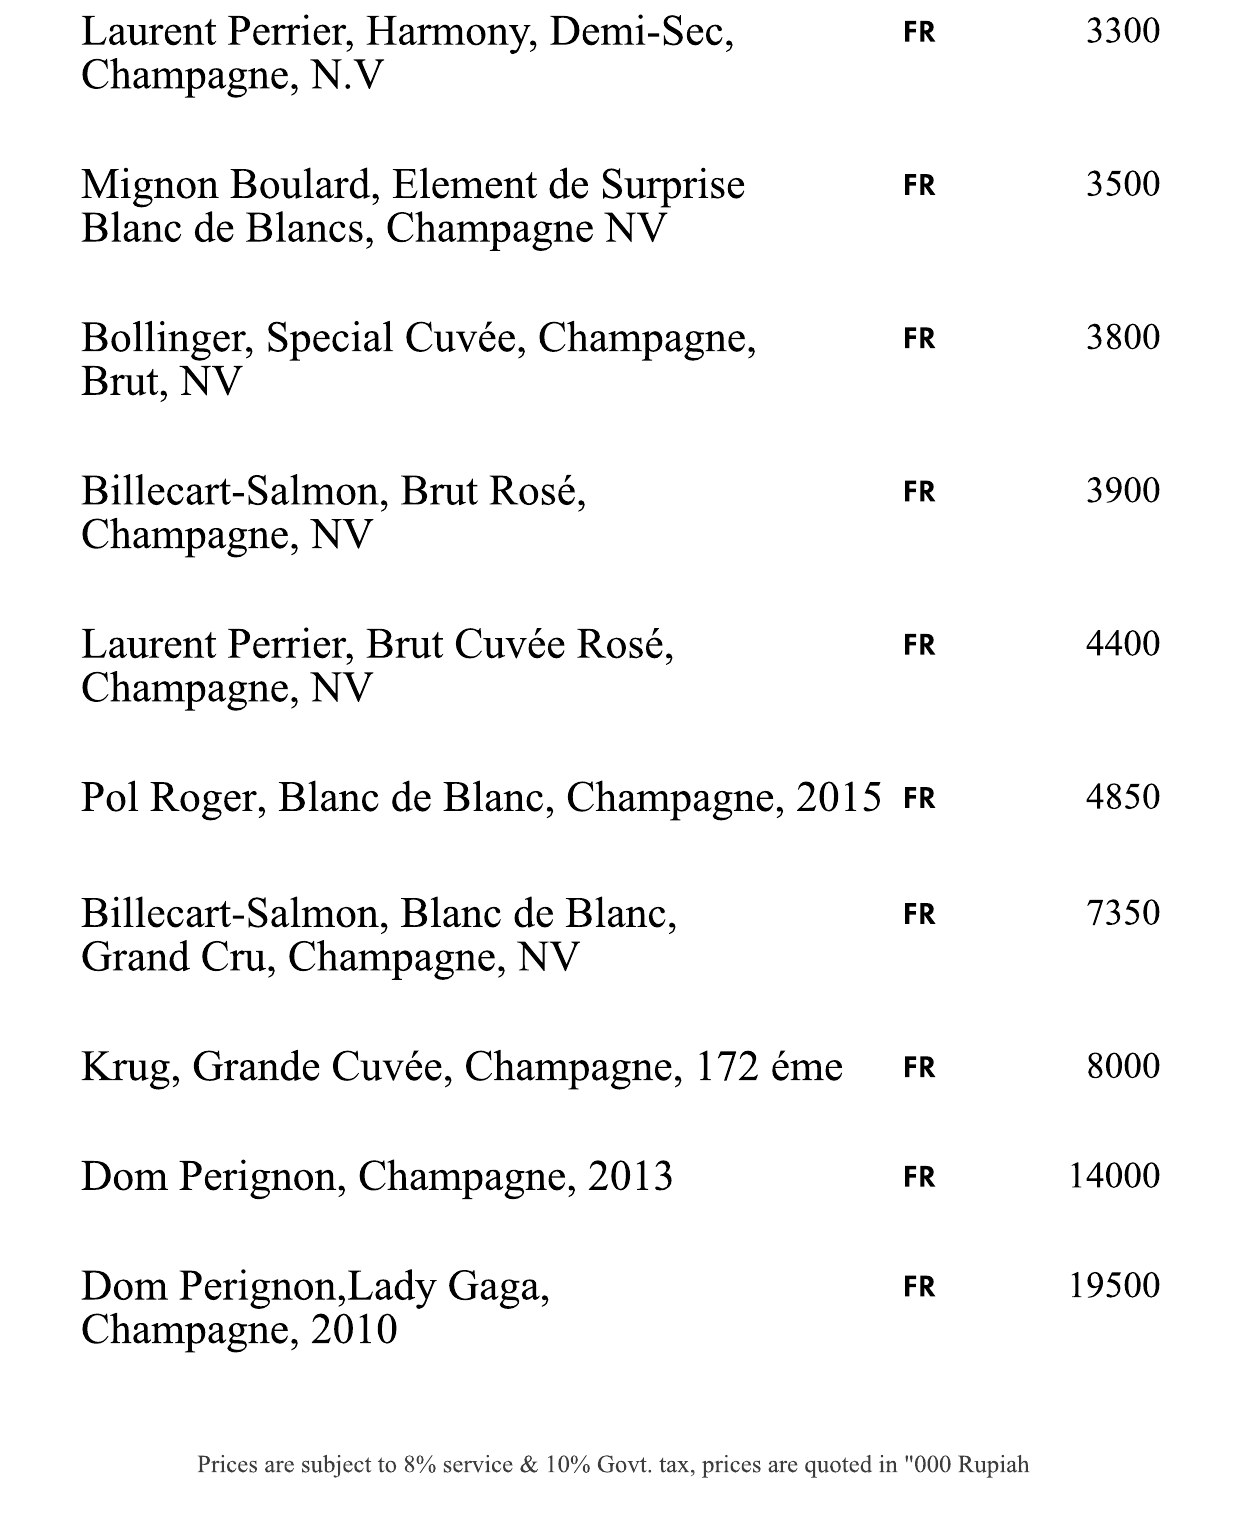 Laurent Perrier, Harmony, Demi-Sec, FR 3300
Champagne, N.V
Mignon Boulard, Element de Surprise FR 3500
Blanc de Blancs, Champagne NV
Bollinger, Special Cuvée, Champagne, FR 3800
Brut, NV
Billecart-Salmon, Brut Rosé, FR 3900
Champagne, NV
Laurent Perrier, Brut Cuvée Rosé, FR 4400
Champagne, NV
Pol Roger, Blanc de Blanc, Champagne, 2015 FR 4850
Billecart-Salmon, Blanc de Blanc, FR 7350
Grand Cru, Champagne, NV
Krug, Grande Cuvée, Champagne, 172 éme FR 8000
Dom Perignon, Champagne, 2013 FR 14000
Dom Perignon,Lady Gaga, FR 19500
Champagne, 2010
Prices are subject to 8% service & 10% Govt. tax, prices are quoted in "000 Rupiah